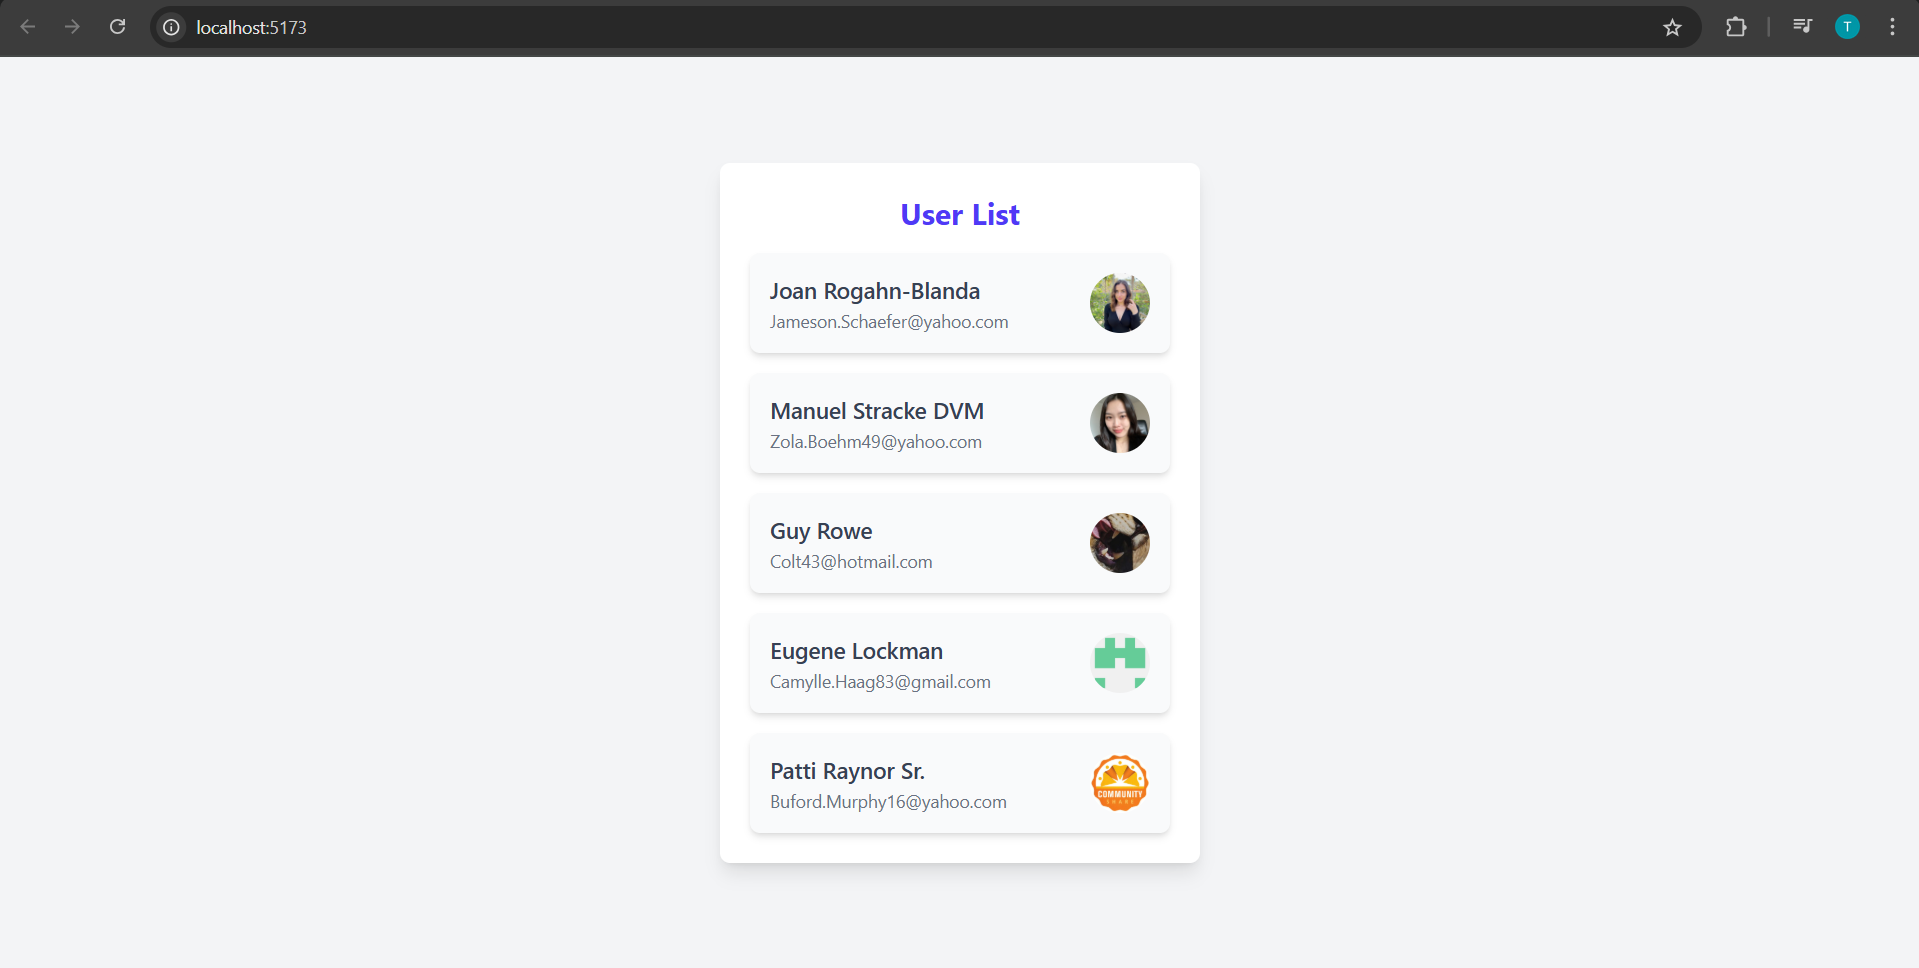 localhost:5173
T
User List
Joan Rogahn-Blanda
Jameson.Schaefer@yahoo.com
Manuel Stracke DVM
Zola.Boehm49@yahoo.com
Guy Rowe
Colt43@hotmail.com
Eugene Lockman
Camylle.Haag83@gmail.com
Patti Raynor Sr.
Buford.Murphy16@yahoo.com
COMMUNITY